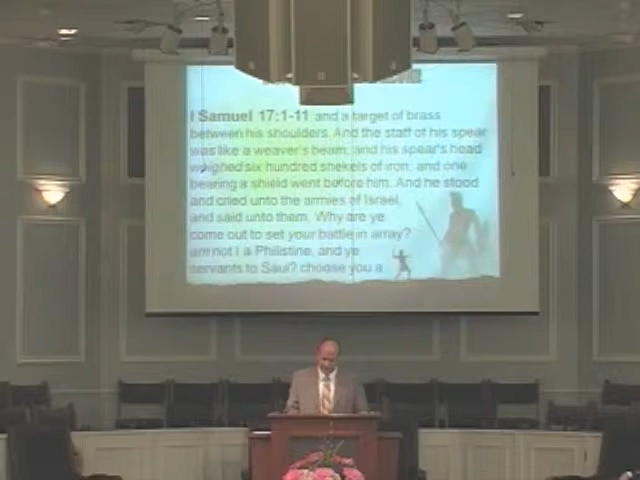 I Samuel 17:1-11 and a target of brass
between his shoulders. And the staff of his spear
was like a weaver's beam; and his spear's head
weighed six hundred shekels of iron: and one
bearing a shield went before him. And he stood
and cried unto the armies of Israel,
and said unto them, Why are ye
come out to set your battle in array?
am not I a Philistine, and ye
servants to Saul? choose you a